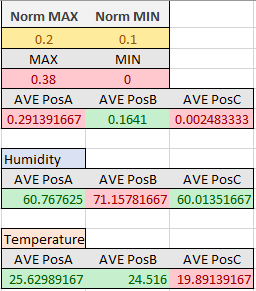 Norm MAX Norm MIN
0.2 0.1
MAX MIN
0.38 0
AVE PosA AVE PosB AVE PosC
0.291391667 0.1641 0.002483333
Humidity
AVE PosA AVE PosB AVE PosC
60.767625 71.15781667 60.01351667
Temperature
AVE PosA AVE PosB AVE PosC
25.62989167 24.516 19.89139167